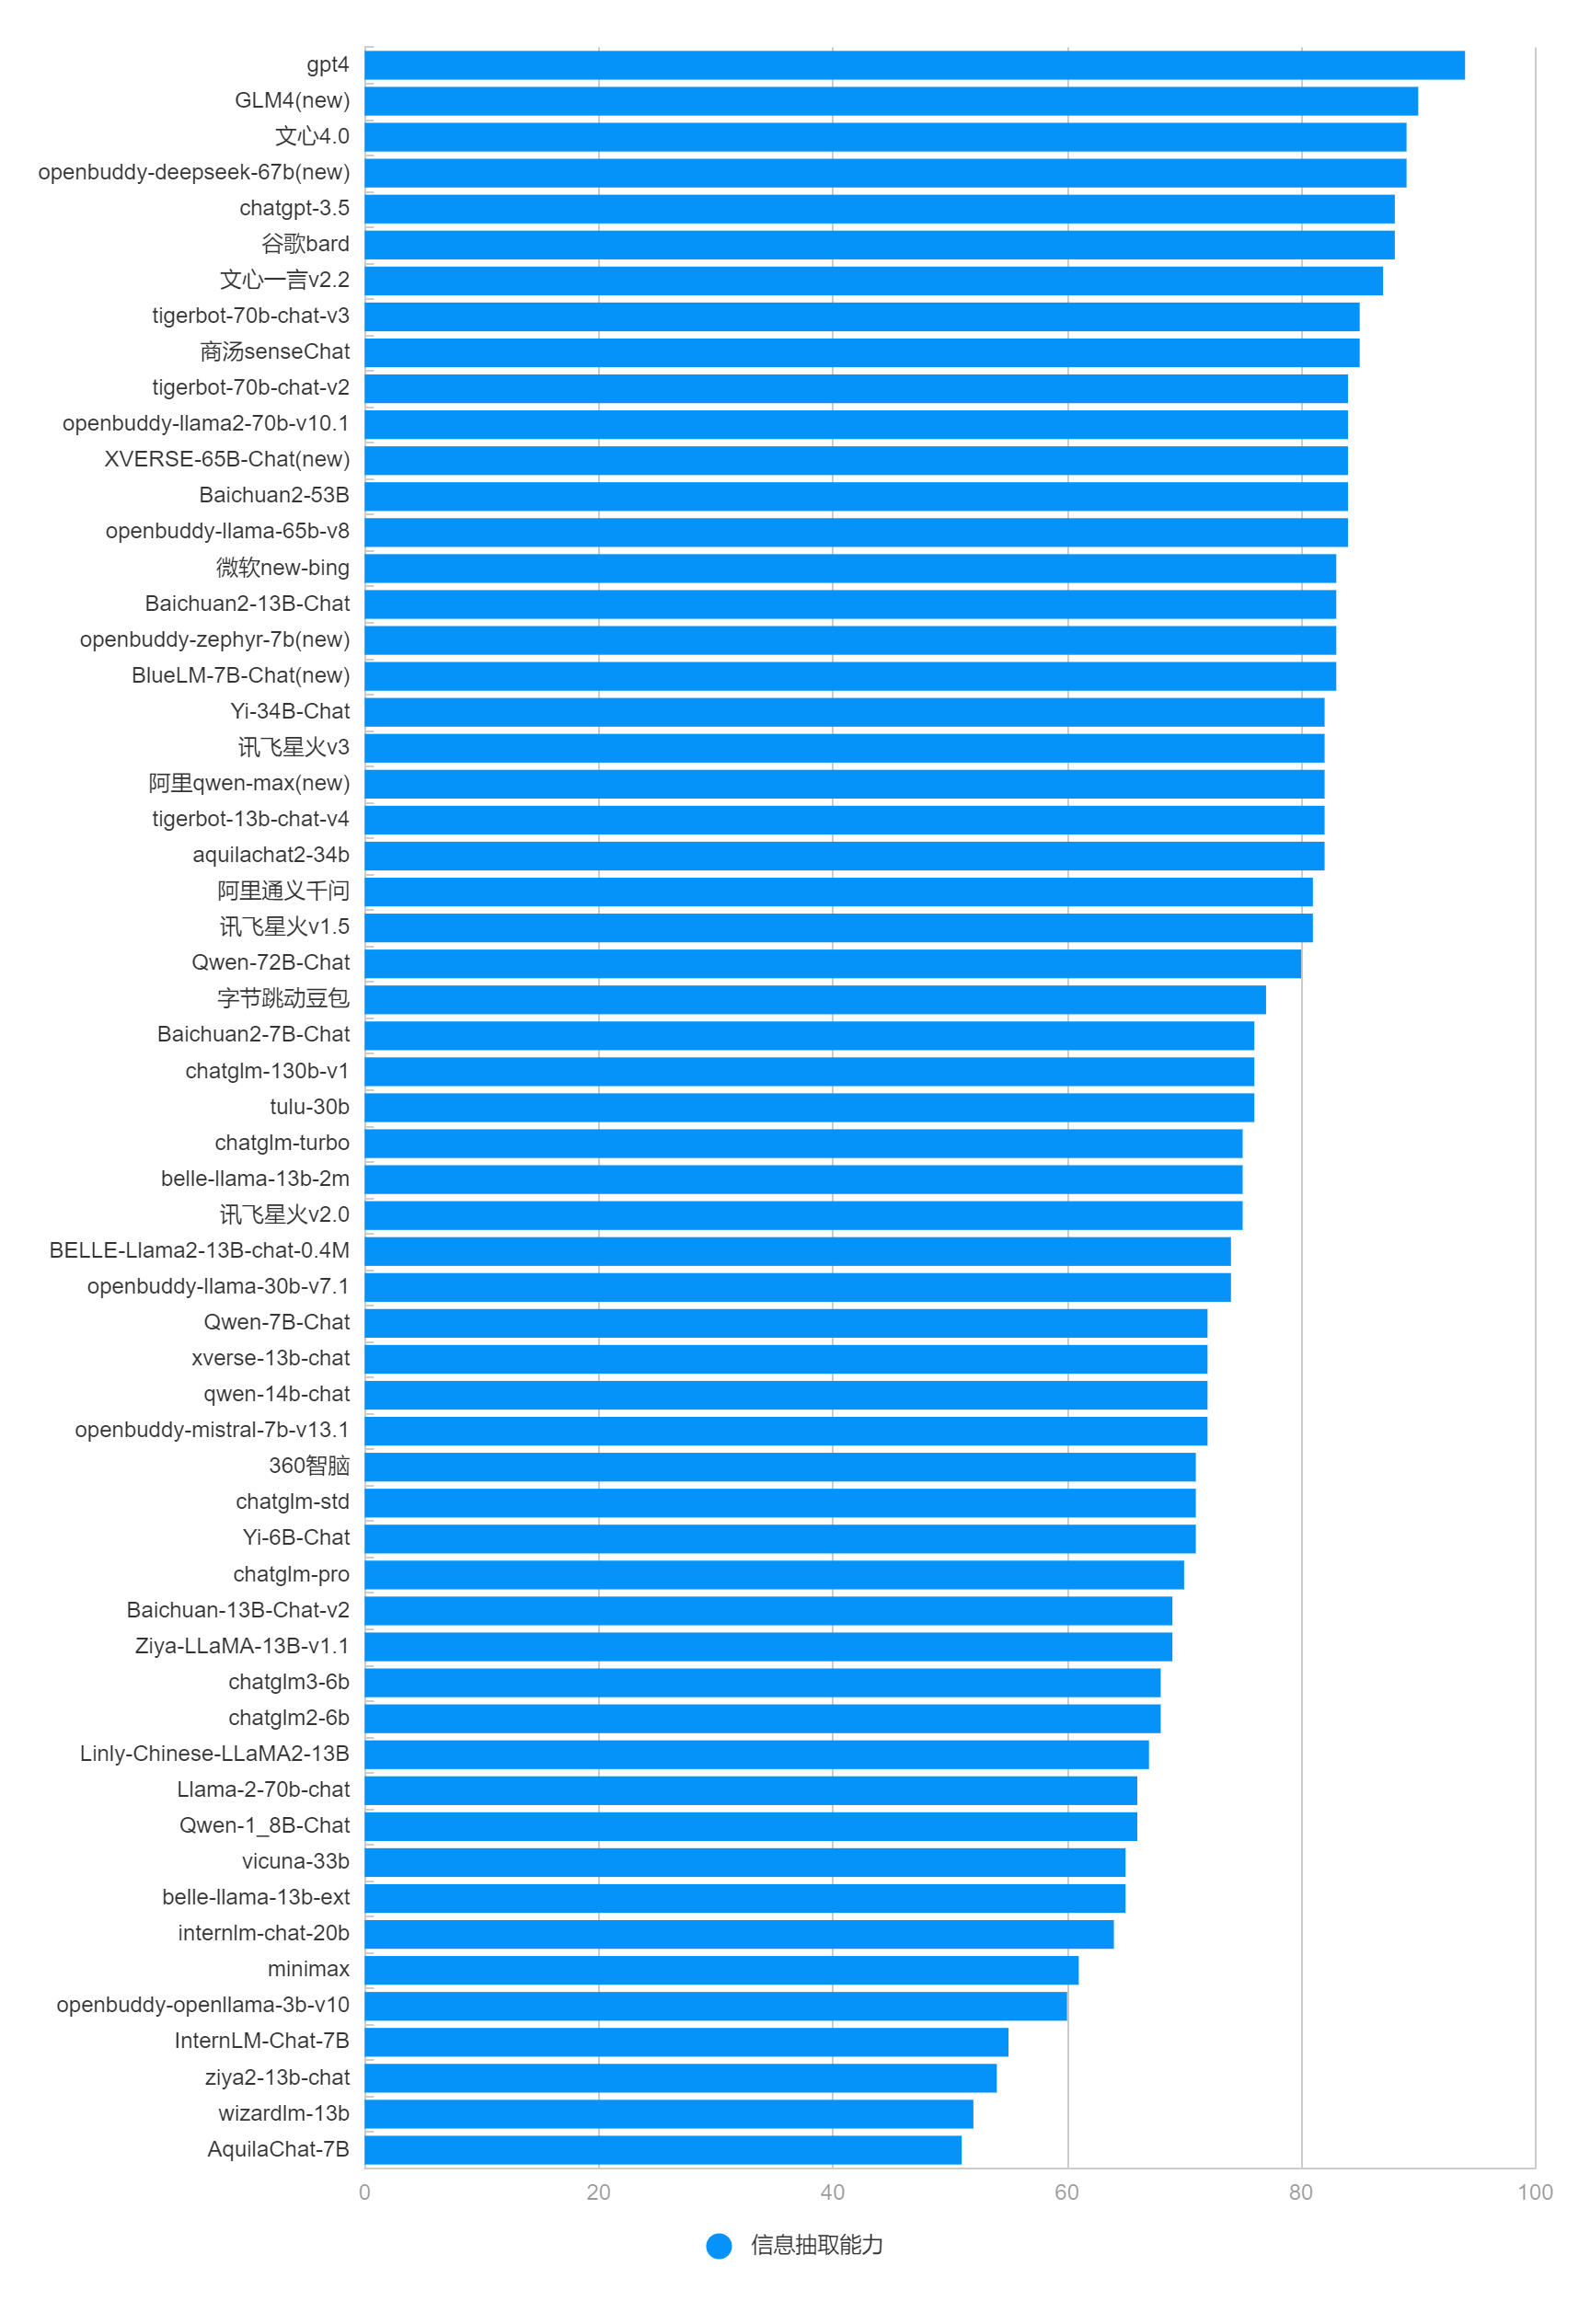 gpt4
GLM4(new)
文心4.0
openbuddy-deepseek-67b(new)
chatgpt-3.5
谷歌bard
文心一言v2.2
tigerbot-70b-chat-v3
商汤senseChat
tigerbot-70b-chat-v2
openbuddy-llama2-70b-v10.1
XVERSE-65B-Chat(new)
Baichuan2-53B
openbuddy-llama-65b-v8
微软new-bing
Baichuan2-13B-Chat
openbuddy-zephyr-7b(new)
BlueLM-7B-Chat(new)
Yi-34B-Chat
讯飞星火v3
阿里qwen-max(new)
tigerbot-13b-chat-v4
aquilachat2-34b
阿里通义千问
讯飞星火v1.5
Qwen-72B-Chat
字节跳动豆包
Baichuan2-7B-Chat
chatglm-130b-v1
tulu-30b
chatglm-turbo
belle-llama-13b-2m
讯飞星火v2.0
BELLE-Llama2-13B-chat-0.4M
openbuddy-llama-30b-v7.1
Qwen-7B-Chat
xverse-13b-chat
qwen-14b-chat
openbuddy-mistral-7b-v13.1
360智脑
chatglm-std
Yi-6B-Chat
chatglm-pro
Baichuan-13B-Chat-v2
Ziya-LLaMA-13B-v1.1
chatglm3-6b
chatglm2-6b
Linly-Chinese-LLaMA2-13B
Llama-2-70b-chat
Qwen-1_8B-Chat
vicuna-33b
belle-llama-13b-ext
internlm-chat-20b
minimax
openbuddy-openllama-3b-v10
InternLM-Chat-7B
ziya2-13b-chat
wizardlm-13b
AquilaChat-7B
0 20 40 60 80 100
信息抽取能力